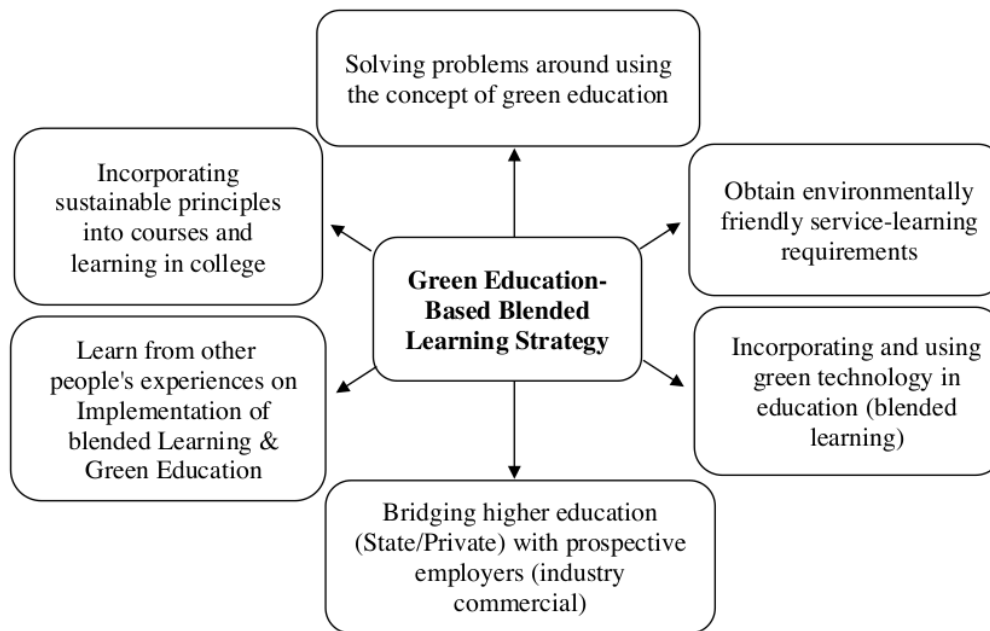 Solving problems around using
the concept of green education
Incorporating
sustainable principles
into courses and
learning in college
Obtain environmentally
friendly service-learning
requirements
Green Education-
Based Blended
Learning Strategy
Learn from other
people's experiences on
Implementation of
blended Learning &
Green Education
Incorporating and using
green technology in
education (blended
learning)
Bridging higher education
(State/Private) with prospective
employers (industry
commercial)